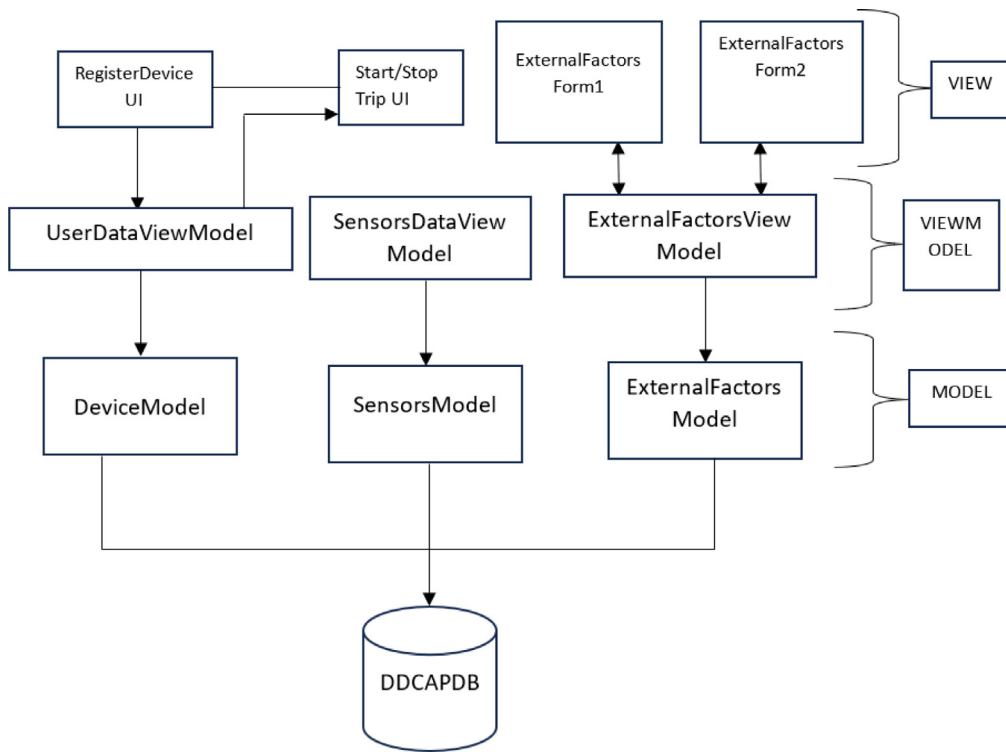 RegisterDevice
UI
Start/Stop
Trip UI
ExternalFactors
Form1
ExternalFactors
Form2
VIEW
UserDataViewModel
SensorsDataView
Model
ExternalFactorsView
Model
VIEWM
ODEL
DeviceModel
SensorsModel
ExternalFactors
Model
MODEL
DDCAPDB